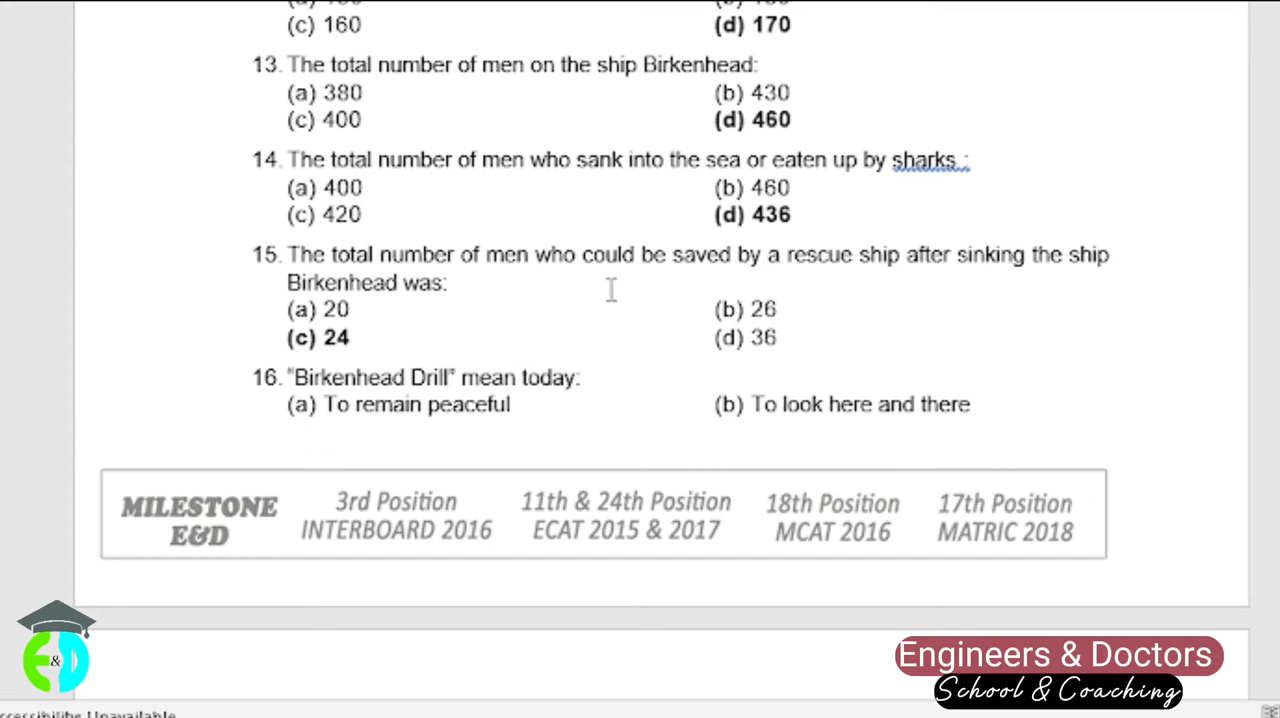 (c) 160 (d) 170
13. The total number of men on the ship Birkenhead:
(a) 380 (b) 430
(c) 400 (d) 460
14. The total number of men who sank into the sea or eaten up by sharks :
(a) 400 (b) 460
(c) 420 (d) 436
15. The total number of men who could be saved by a rescue ship after sinking the ship
Birkenhead was:
(a) 20 (b) 26
(c) 24 (d) 36
16. “Birkenhead Drill” mean today:
(a) To remain peaceful (b) To look here and there
MILESTONE E&D
3rd Position INTERBOARD 2016
11th & 24th Position ECAT 2015 & 2017
18th Position MCAT 2016
17th Position MATRIC 2018
E&D
Engineers & Doctors
School & Coaching
Unavailable